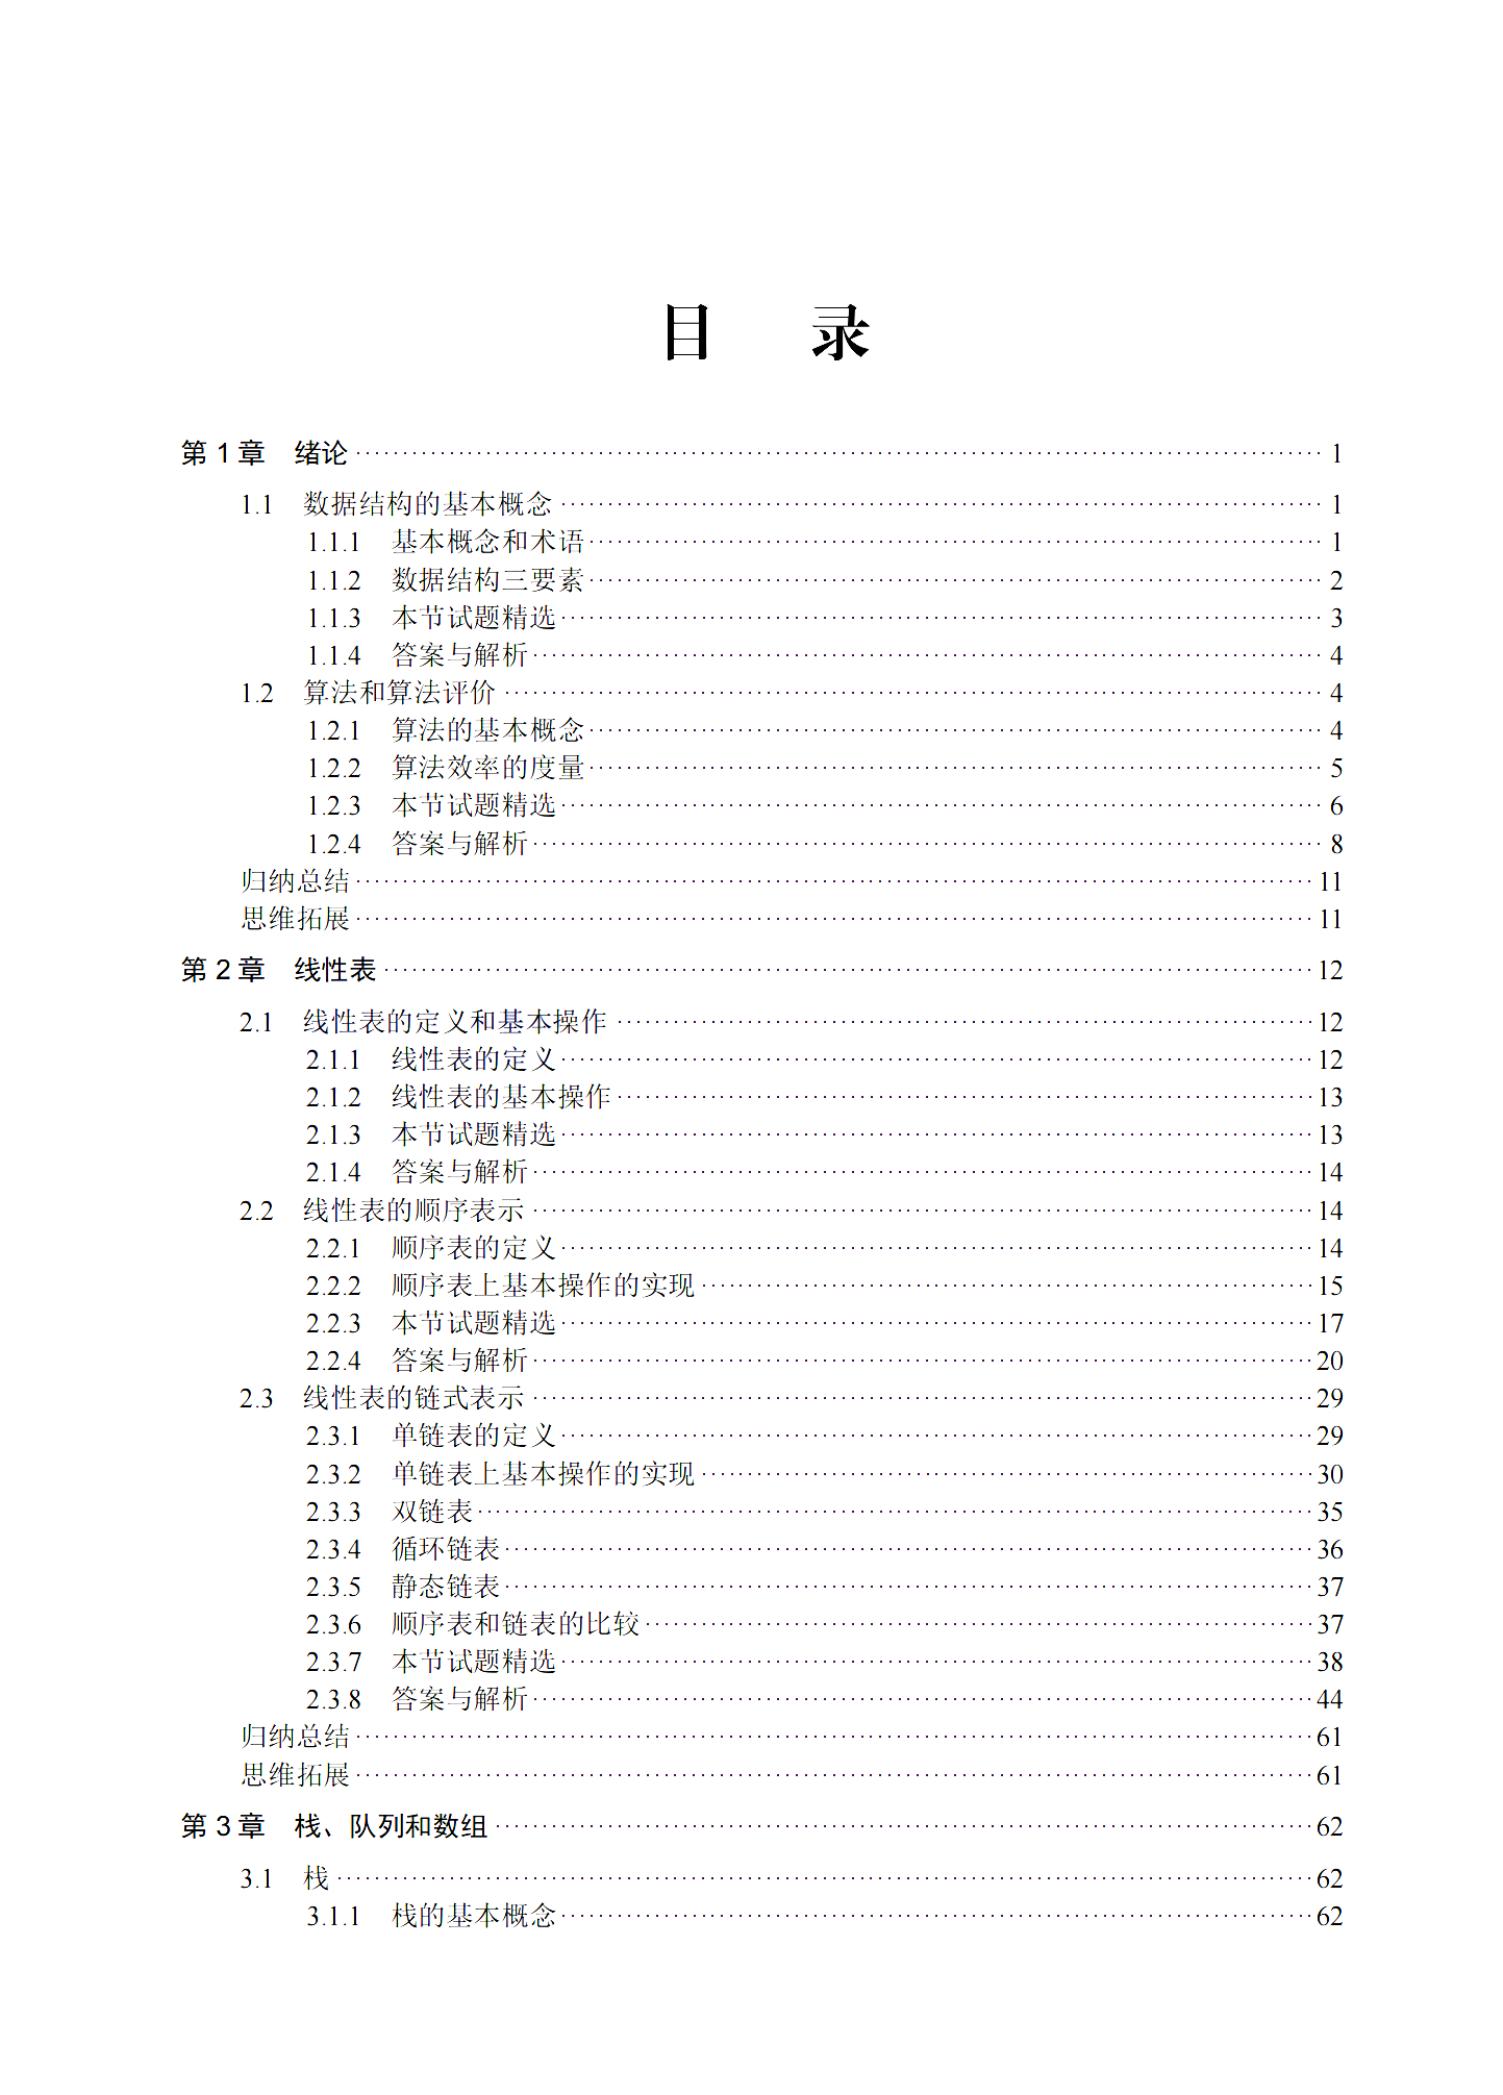 目 录
第 1 章 绪论 1
1.1 数据结构的基本概念 1
1.1.1 基本概念和术语 1
1.1.2 数据结构三要素 2
1.1.3 本节试题精选 3
1.1.4 答案与解析 4
1.2 算法和算法评价 4
1.2.1 算法的基本概念 4
1.2.2 算法效率的度量 5
1.2.3 本节试题精选 6
1.2.4 答案与解析 8
归纳总结 11
思维拓展 11
第 2 章 线性表 12
2.1 线性表的定义和基本操作 12
2.1.1 线性表的定义 12
2.1.2 线性表的基本操作 13
2.1.3 本节试题精选 13
2.1.4 答案与解析 14
2.2 线性表的顺序表示 14
2.2.1 顺序表的定义 14
2.2.2 顺序表上基本操作的实现 15
2.2.3 本节试题精选 17
2.2.4 答案与解析 20
2.3 线性表的链式表示 29
2.3.1 单链表的定义 29
2.3.2 单链表上基本操作的实现 30
2.3.3 双链表 35
2.3.4 循环链表 36
2.3.5 静态链表 37
2.3.6 顺序表和链表的比较 37
2.3.7 本节试题精选 38
2.3.8 答案与解析 44
归纳总结 61
思维拓展 61
第 3 章 栈、队列和数组 62
3.1 栈 62
3.1.1 栈的基本概念 62